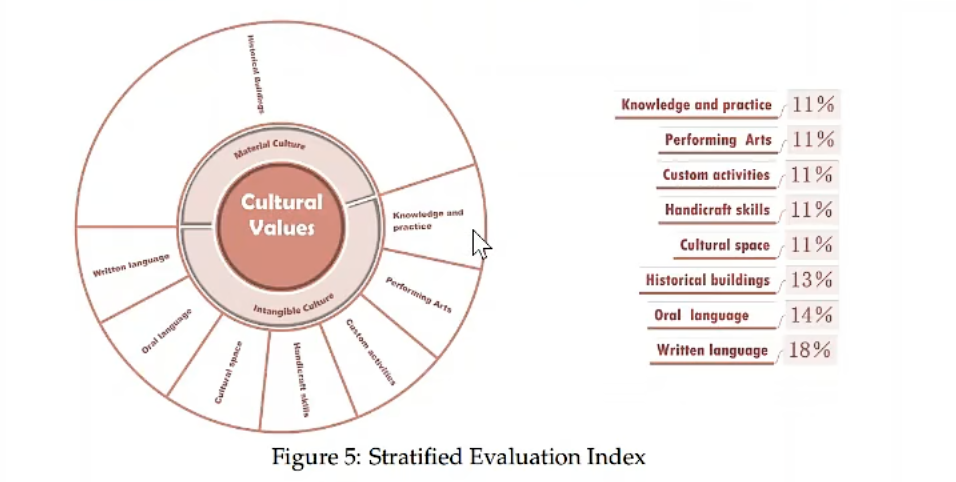 Historical Buildings
Material Culture
Cultural
Values
Knowledge and
practice
Written language
Performing Arts
Intangible Culture
Oral language
Custom activities
Cultural space
Handicraft skills
Knowledge and practice 11%
Performing Arts 11%
Custom activities 11%
Handicraft skills 11%
Cultural space 11%
Historical buildings 13%
Oral language 14%
Written language 18%
Figure 5: Stratified Evaluation Index